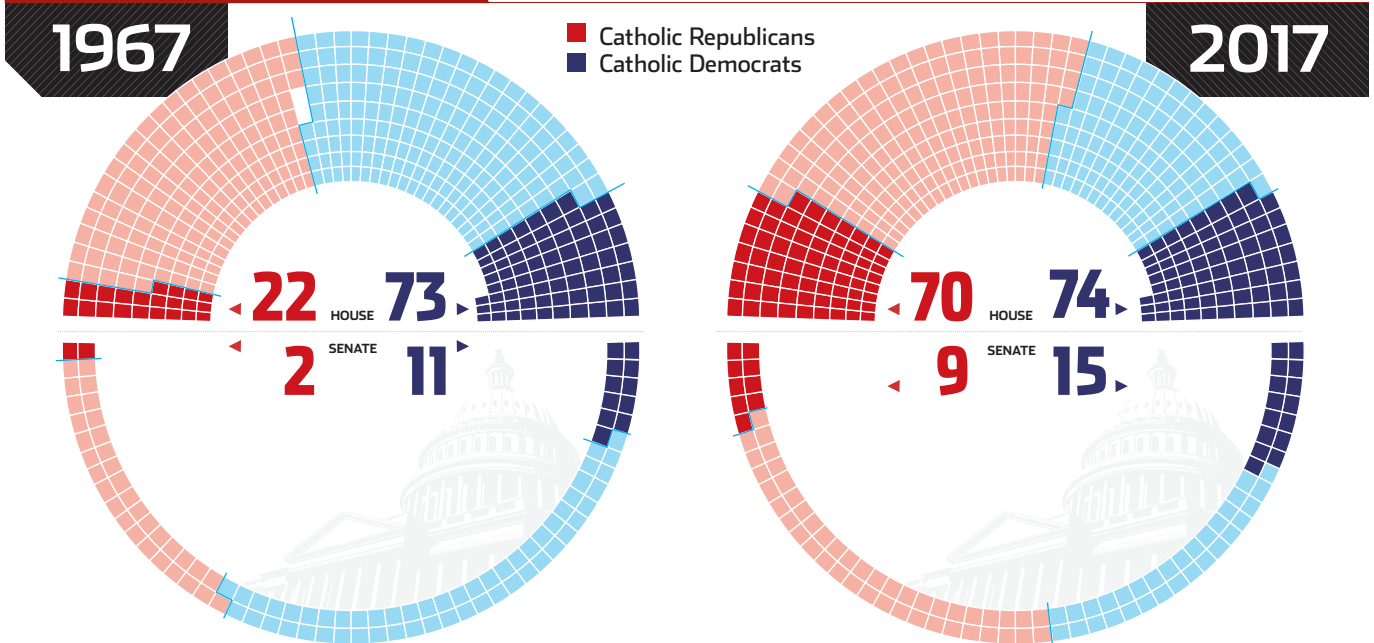 1967
Catholic Republicans
Catholic Democrats
2017
22 HOUSE 73
2 SENATE 11
70 HOUSE 74
9 SENATE 15